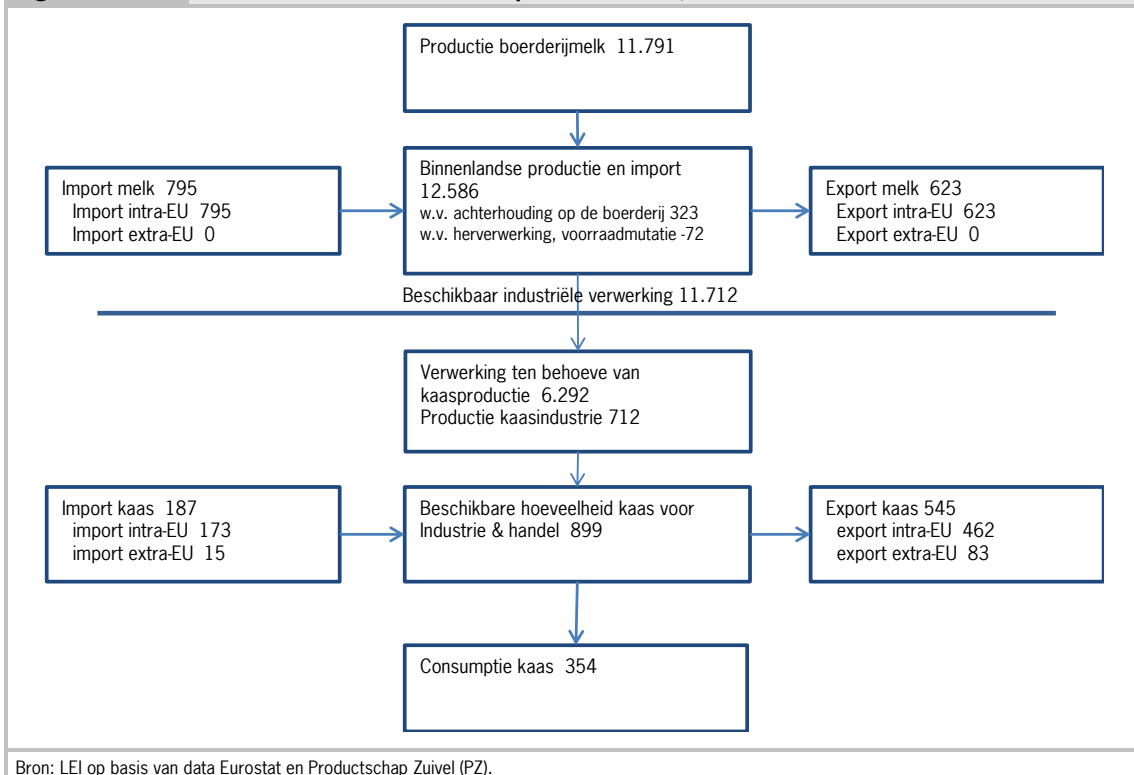 Productie boerderijmelk 11.791
Binnenlandse productie en import
12.586
w.v. achterhouding op de boerderij 323
w.v. herverwerking, voorraadmutatie -72
Import melk 795
Import intra-EU 795
Import extra-EU 0
Export melk 623
Export intra-EU 623
Export extra-EU 0
Beschikbaar industriële verwerking 11.712
Verwerking ten behoeve van
kaasproductie 6.292
Productie kaasindustrie 712
Import kaas 187
import intra-EU 173
import extra-EU 15
Beschikbare hoeveelheid kaas voor
Industrie & handel 899
Export kaas 545
export intra-EU 462
export extra-EU 83
Consumptie kaas 354
Bron: LEI op basis van data Eurostat en Productschap Zuivel (PZ).